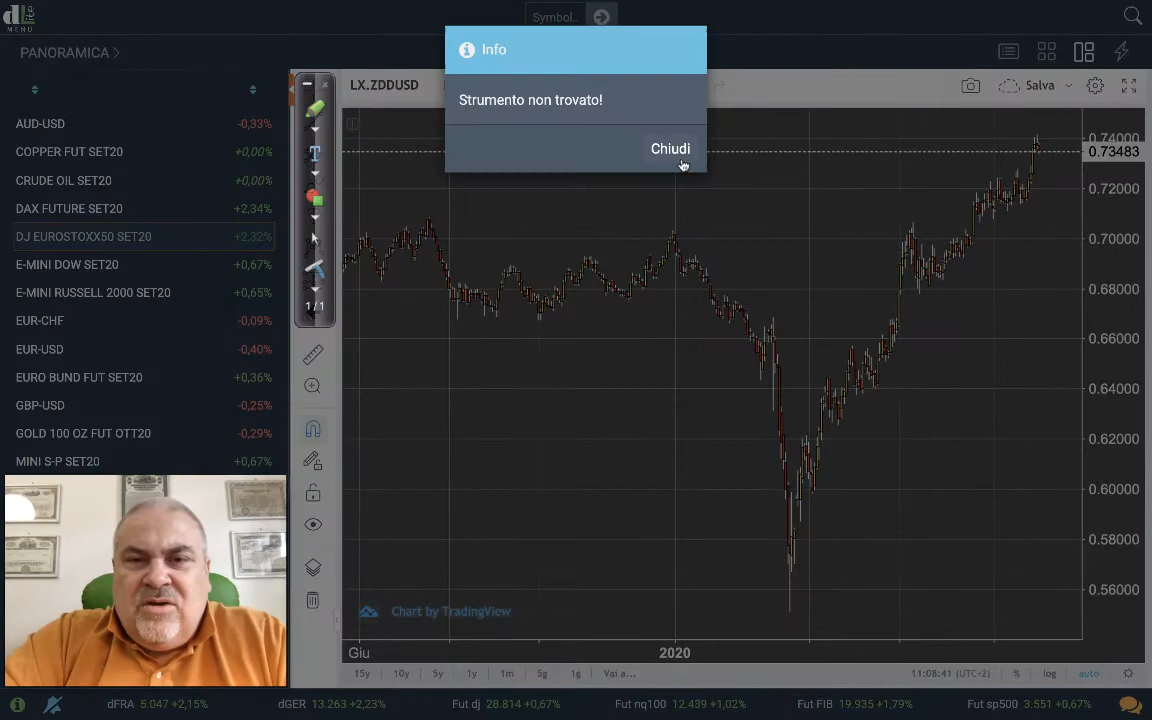 dL FILE
MENU
Symbol..
PANORAMICA >
Info
Strumento non trovato!
Chiudi
LX.ZDDUSD
Salva
AUD-USD -0,33%
COPPER FUT SET20 +0,00%
CRUDE OIL SET20 +0,00%
DAX FUTURE SET20 +2,34%
DJ EUROSTOXX50 SET20 +2,32%
E-MINI DOW SET20 +0,67%
E-MINI RUSSELL 2000 SET20 +0,65%
EUR-CHF -0,09%
EUR-USD -0,40%
EURO BUND FUT SET20 +0,36%
GBP-USD -0,25%
GOLD 100 OZ FUT OTT20 -0,29%
MINI S-P SET20 +0,67%
T
1/1
0.74000
0.73483
0.72000
0.70000
0.68000
0.66000
0.64000
0.62000
0.60000
0.58000
0.56000
Chart by TradingView
Giu 2020
15y 10y 5y 1y 1m 5g 1g Vai a... 11:08:41 (UTC+2) % log auto
dFRA 5.047 +2,15% dGER 13.263 +2,23% Fut dj 28.814 +0,67% Fut nq100 12.439 +1,02% Fut FIB 19.935 +1,79% Fut sp500 3.551 +0,67%